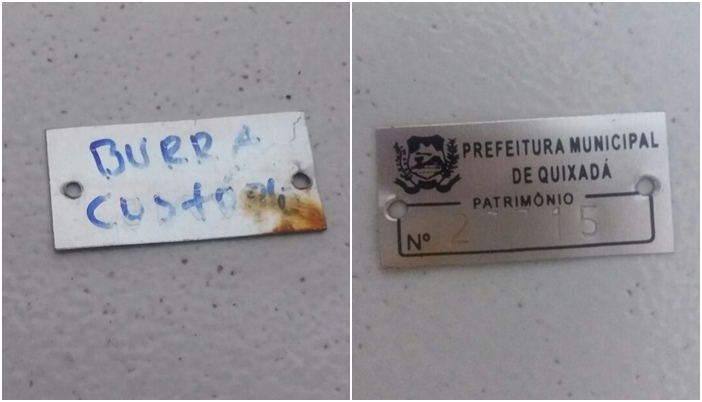 BURRA
PREFEITURA MUNICIPAL
DE QUIXADÁ
PATRIMÔNIO
Nº